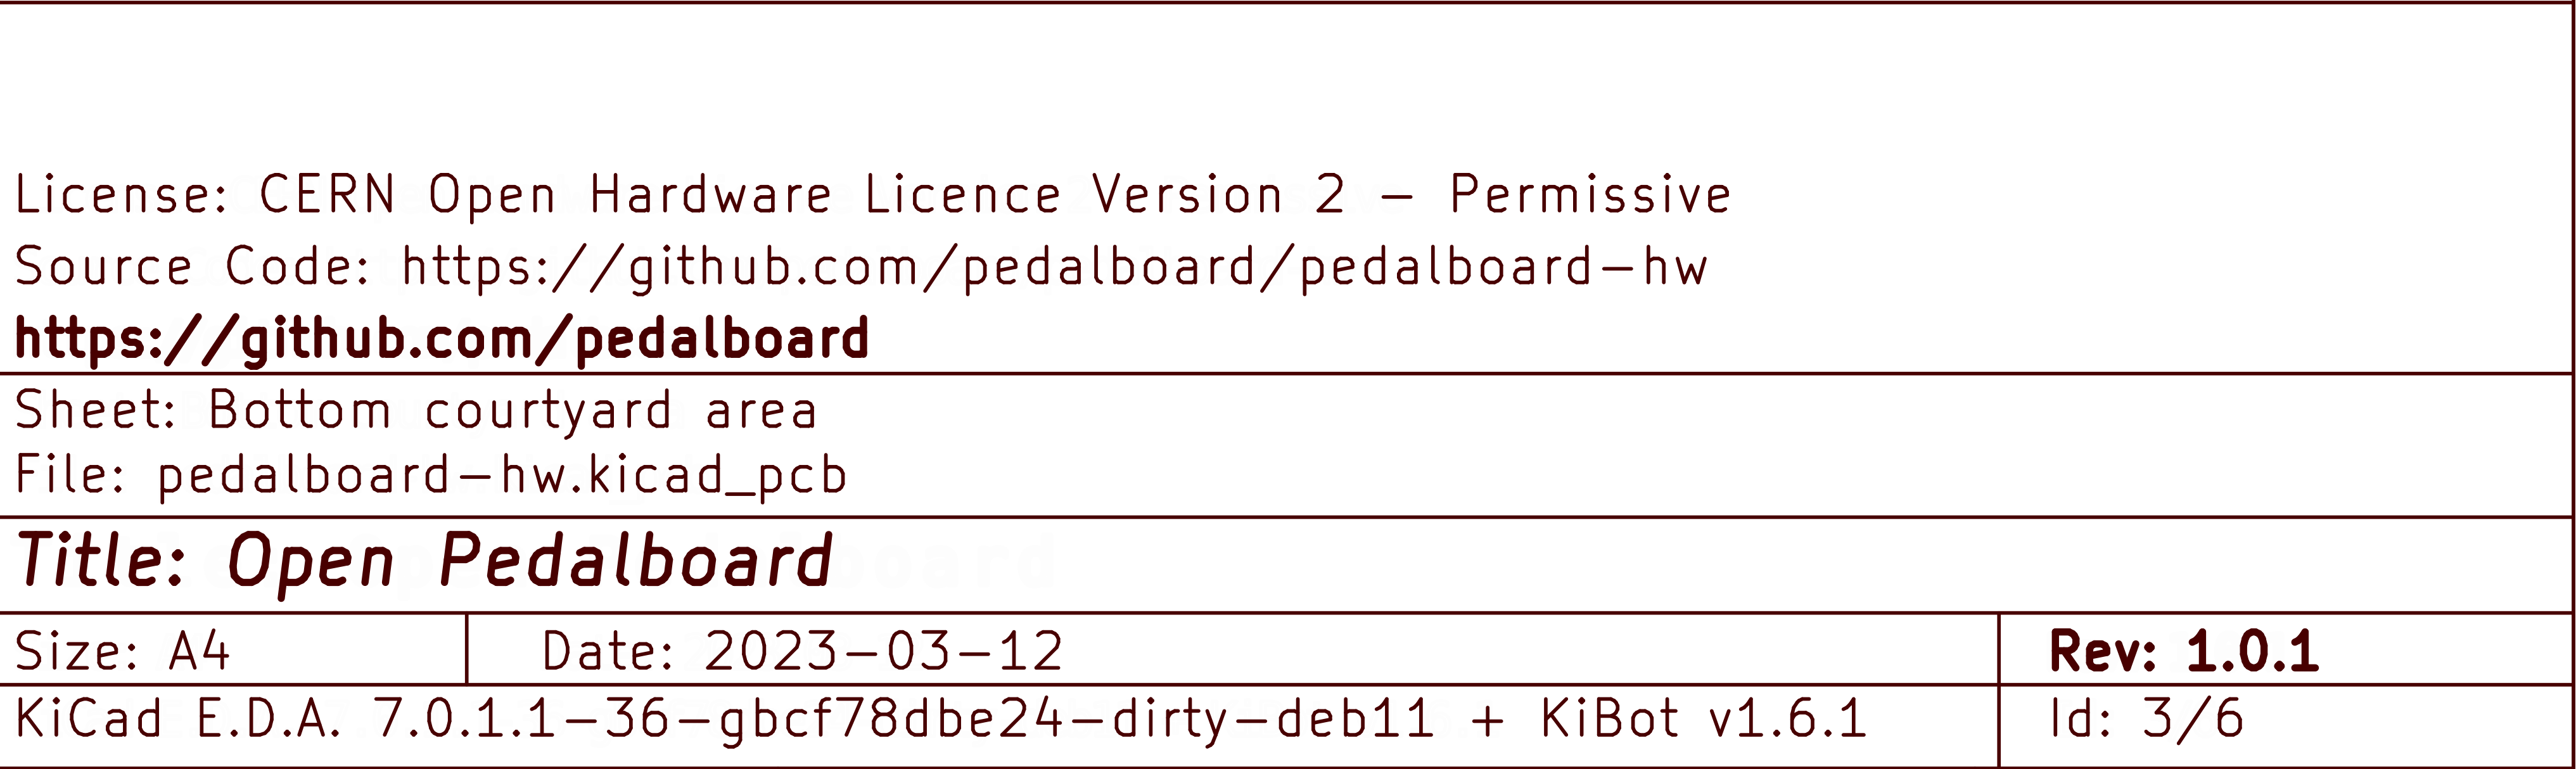 License: CERN Open Hardware Licence Version 2 - Permissive
Source Code: https://github.com/pedalboard/pedalboard-hw
https://github.com/pedalboard
Sheet: Bottom courtyard area
File: pedalboard-hw.kicad_pcb
Title: Open Pedalboard
Size: A4 Date: 2023-03-12 Rev: 1.0.1
KiCad E.D.A. 7.0.1.1-36-gbcf78dbe24-dirty-deb11 + KiBot v1.6.1 Id: 3/6